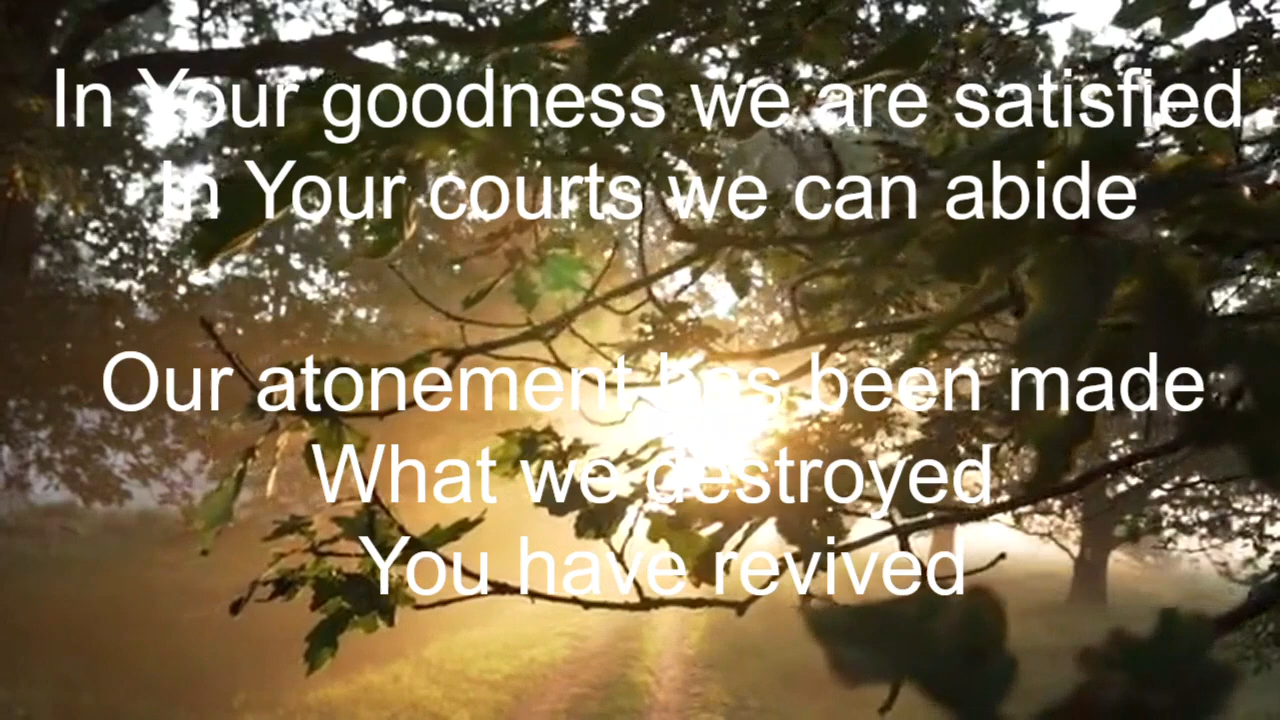 In Your goodness we are satisfied
In Your courts we can abide
Our atonement has been made
What we destroyed
You have revived